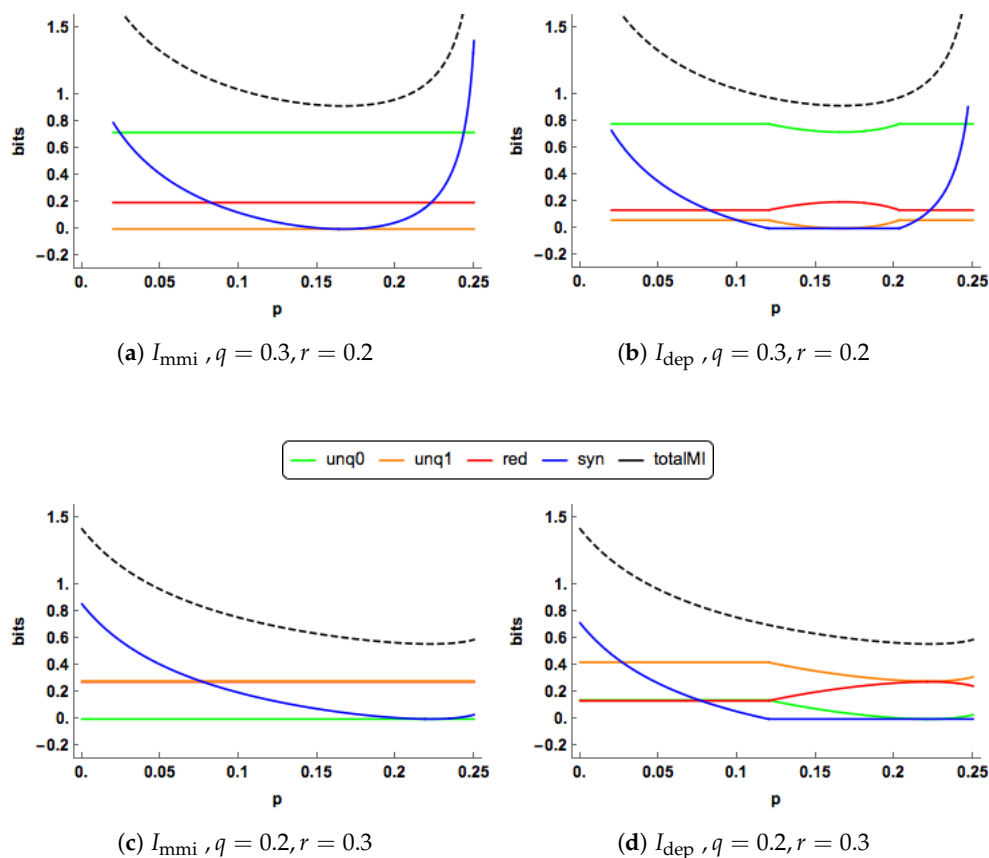 1.5
1.
0.8
0.6
0.4
0.2
0.
−0.2
bits
0. 0.05 0.1 0.15 0.2 0.25
p
(a) I_mmi , q = 0.3, r = 0.2
1.5
1.
0.8
0.6
0.4
0.2
0.
−0.2
bits
0. 0.05 0.1 0.15 0.2 0.25
p
(b) I_dep , q = 0.3, r = 0.2
unq0 unq1 red syn totalMI
1.5
1.
0.8
0.6
0.4
0.2
0.
−0.2
bits
0. 0.05 0.1 0.15 0.2 0.25
p
(c) I_mmi , q = 0.2, r = 0.3
1.5
1.
0.8
0.6
0.4
0.2
0.
−0.2
bits
0. 0.05 0.1 0.15 0.2 0.25
p
(d) I_dep , q = 0.2, r = 0.3